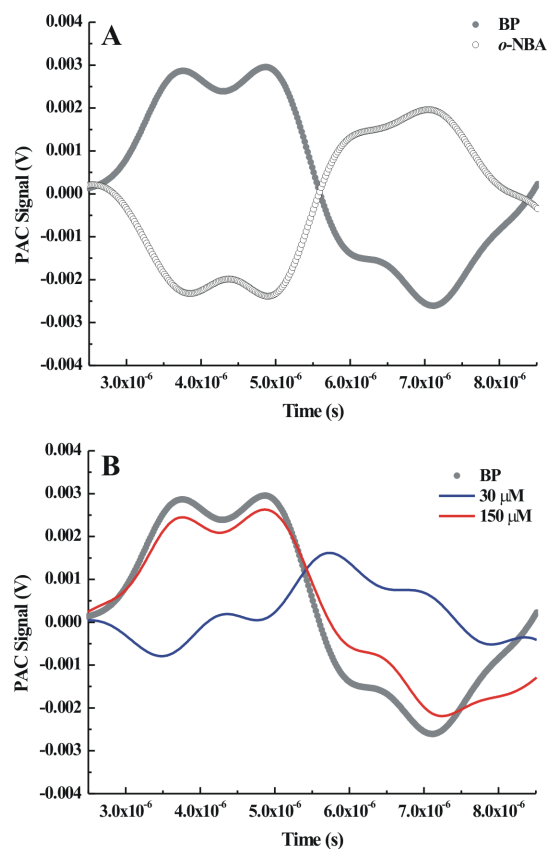 A
BP
o-NBA
0.004
0.003
0.002
0.001
0.000
-0.001
-0.002
-0.003
-0.004
PAC Signal (V)
3.0x10⁻⁶ 4.0x10⁻⁶ 5.0x10⁻⁶ 6.0x10⁻⁶ 7.0x10⁻⁶ 8.0x10⁻⁶
Time (s)
B
BP
30 µM
150 µM
0.004
0.003
0.002
0.001
0.000
-0.001
-0.002
-0.003
-0.004
PAC Signal (V)
3.0x10⁻⁶ 4.0x10⁻⁶ 5.0x10⁻⁶ 6.0x10⁻⁶ 7.0x10⁻⁶ 8.0x10⁻⁶
Time (s)